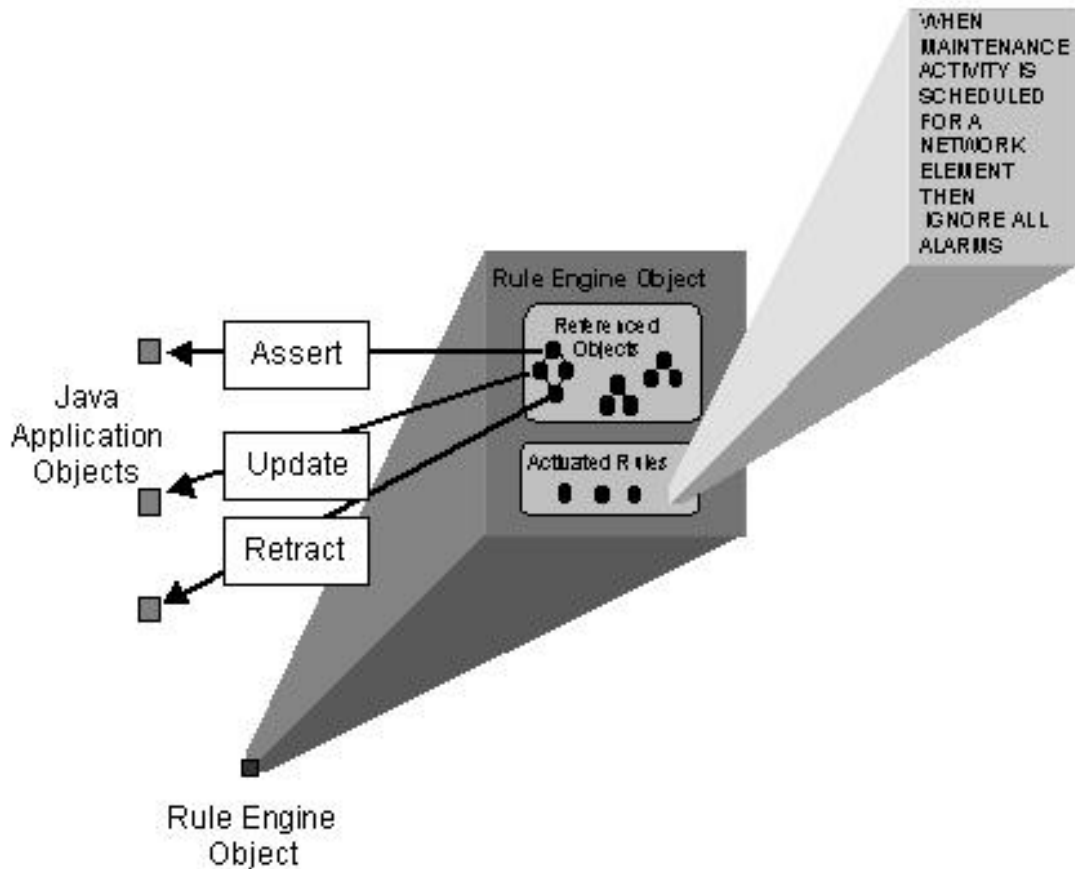 WHEN
MAINTENANCE
ACTIVITY IS
SCHEDULED
FOR A
NETWORK
ELEMENT
THEN
IGNORE ALL
ALARMS
Rule Engine Object
Referenced
Objects
Assert
Java
Application
Objects
Update
Actuated Rules
Retract
Rule Engine
Object